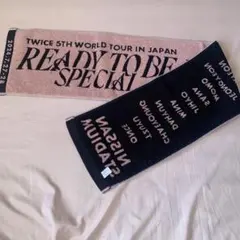 TWICE 5TH WORLD TOUR IN JAPAN
READY TO BE
SPECIAL
JEONGYEON
MOMO
SANA
JIHYO
MINA
DAHYUN
CHAEYOUNG
TZUYU
ONCE
NISSAN
STADIUM